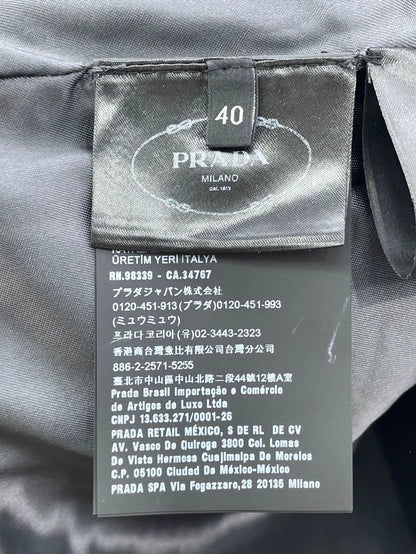 40
PRADA
MILANO
DAL 1913
ÜRETİM YERİ İTALYA
RN.98339 - CA.34767
プラダジャパン株式会社
0120-451-913(プラダ)0120-451-993
(ミュウミュウ)
프라다코리아(유)02-3443-2323
香港商台灣璞琵股份有限公司台灣分公司
886-2-2571-5255
臺北市中山區中山北路二段44號12樓A室
Prada Brasil Importação e Comércio
de Artigos de Luxo Ltda
CNPJ 13.633.271/0001-26
PRADA RETAIL MÉXICO, S DE RL DE CV
AV. Vasco De Quiroga 3800 Col. Lomas
De Vista Hermosa Cuajimalpa De Morelos
C.P. 05100 Ciudad De México-México
PRADA SPA Via Fogazzaro,28 20135 Milano